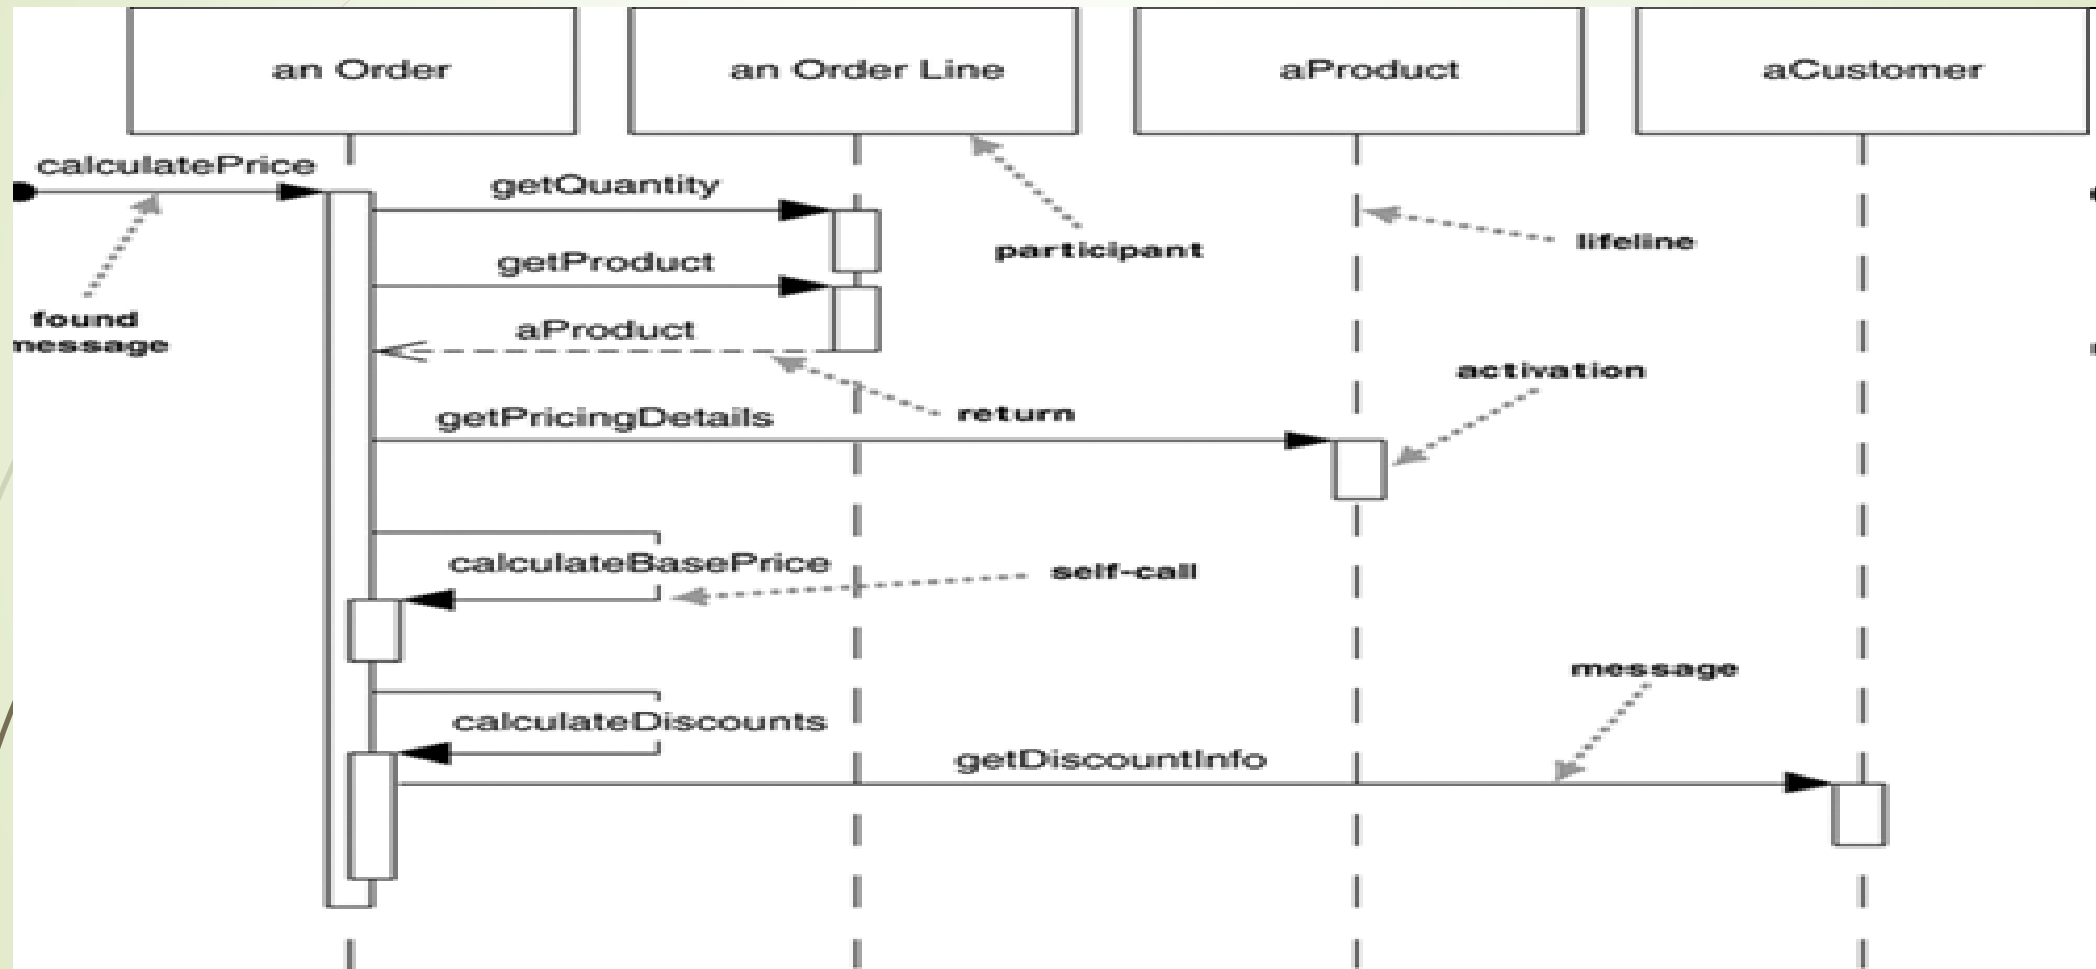 an Order
an Order Line
aProduct
aCustomer
calculatePrice
getQuantity
participant
lifeline
getProduct
found
message
aProduct
activation
return
getPricingDetails
calculateBasePrice
self-call
message
calculateDiscounts
getDiscountInfo